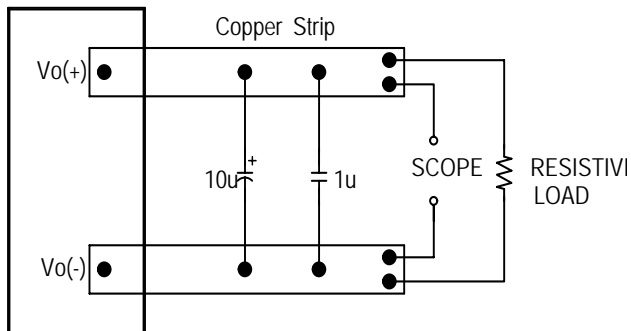 Copper Strip
Vo(+)
10u
+
1u
SCOPE
RESISTIVE
LOAD
Vo(-)